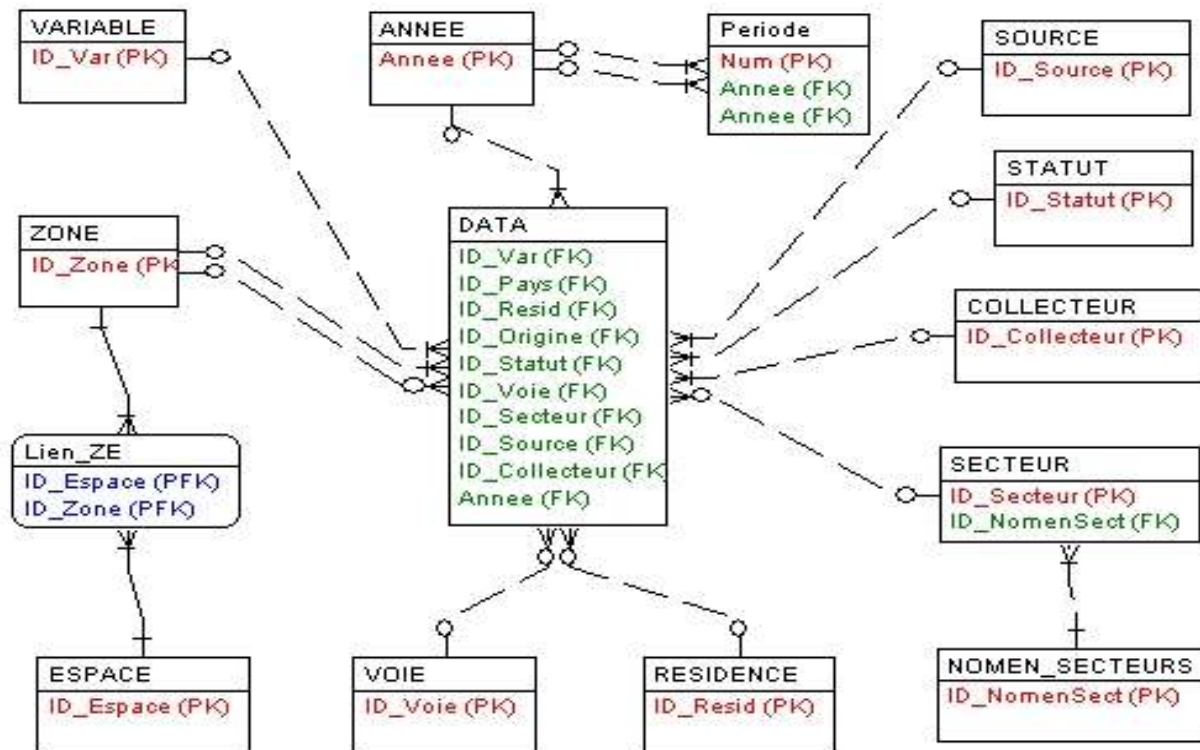 VARIABLE
ID_Var (PK)
ANNEE
Annee (PK)
Periode
Num (PK)
Annee (FK)
Annee (FK)
SOURCE
ID_Source (PK)
STATUT
ID_Statut (PK)
ZONE
ID_Zone (PK
DATA
ID_Var (FK)
ID_Pays (FK)
ID_Resid (FK)
ID_Origine (FK)
ID_Statut (FK)
ID_Voie (FK)
ID_Secteur (FK)
ID_Source (FK)
ID_Collecteur (FK
Annee (FK)
COLLECTEUR
ID_Collecteur (PK)
Lien_ZE
ID_Espace (PFK)
ID_Zone (PFK)
SECTEUR
ID_Secteur (PK)
ID_NomenSect (FK)
ESPACE
ID_Espace (PK)
VOIE
ID_Voie (PK)
RESIDENCE
ID_Resid (PK)
NOMEN_SECTEURS
ID_NomenSect (PK)